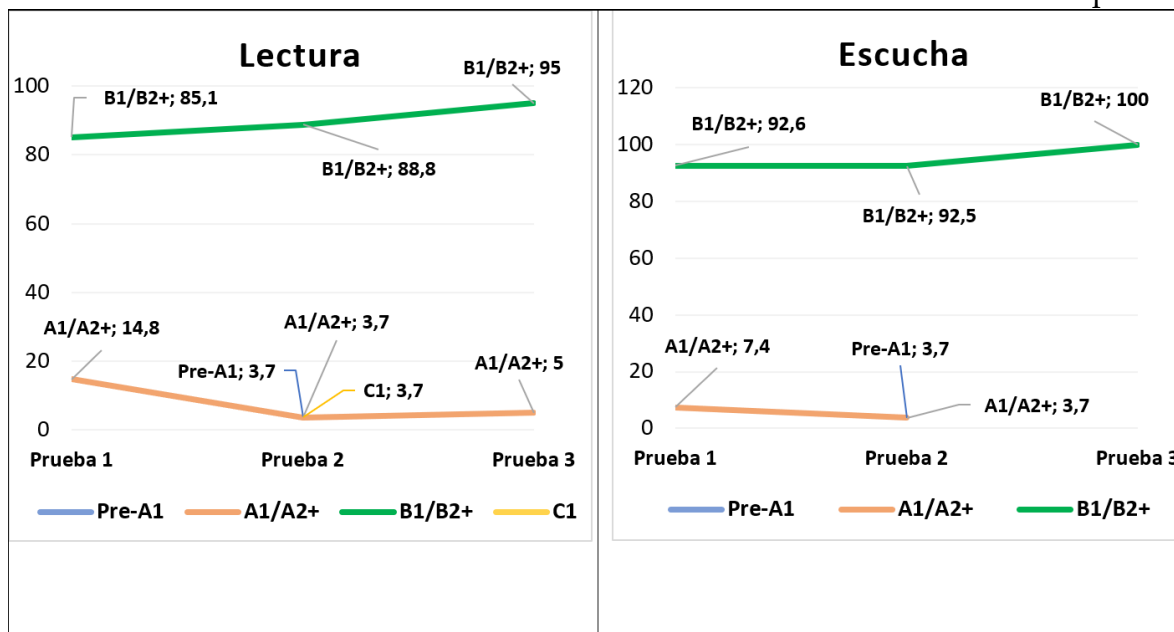 Lectura
100
80
60
40
20
0
B1/B2+; 85,1
B1/B2+; 88,8
B1/B2+; 95
A1/A2+; 14,8
A1/A2+; 3,7
Pre-A1; 3,7
C1; 3,7
A1/A2+; 5
Prueba 1 Prueba 2 Prueba 3
Pre-A1 A1/A2+ B1/B2+ C1
Escucha
120
100
80
60
40
20
0
B1/B2+; 92,6
B1/B2+; 92,5
B1/B2+; 100
A1/A2+; 7,4
Pre-A1; 3,7
A1/A2+; 3,7
Prueba 1 Prueba 2 Prueba 3
Pre-A1 A1/A2+ B1/B2+